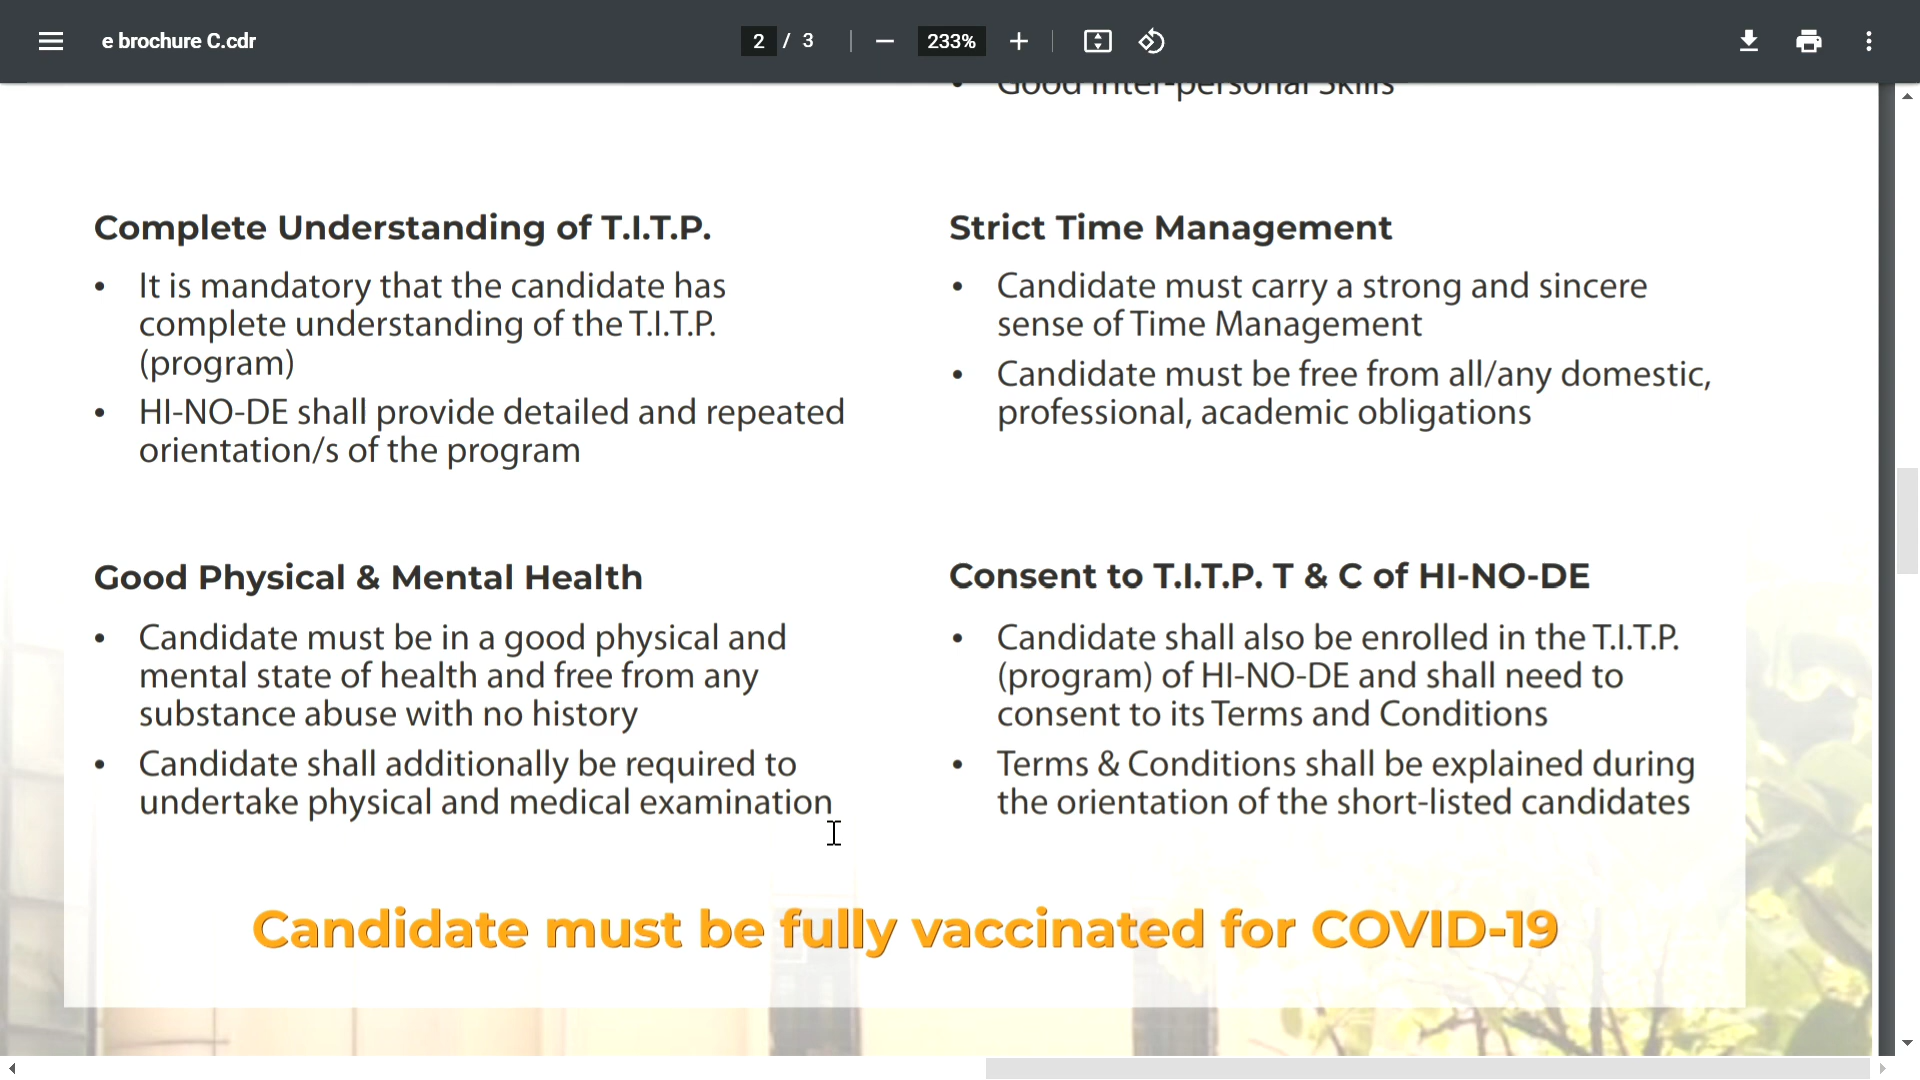 e brochure C.cdr
2 / 3
233%
Good Inter-personal Skills
Complete Understanding of T.I.T.P.
• It is mandatory that the candidate has
complete understanding of the T.I.T.P.
(program)
• HI-NO-DE shall provide detailed and repeated
orientation/s of the program
Strict Time Management
• Candidate must carry a strong and sincere
sense of Time Management
• Candidate must be free from all/any domestic,
professional, academic obligations
Good Physical & Mental Health
• Candidate must be in a good physical and
mental state of health and free from any
substance abuse with no history
• Candidate shall additionally be required to
undertake physical and medical examination
Consent to T.I.T.P. T & C of HI-NO-DE
• Candidate shall also be enrolled in the T.I.T.P.
(program) of HI-NO-DE and shall need to
consent to its Terms and Conditions
• Terms & Conditions shall be explained during
the orientation of the short-listed candidates
Candidate must be fully vaccinated for COVID-19